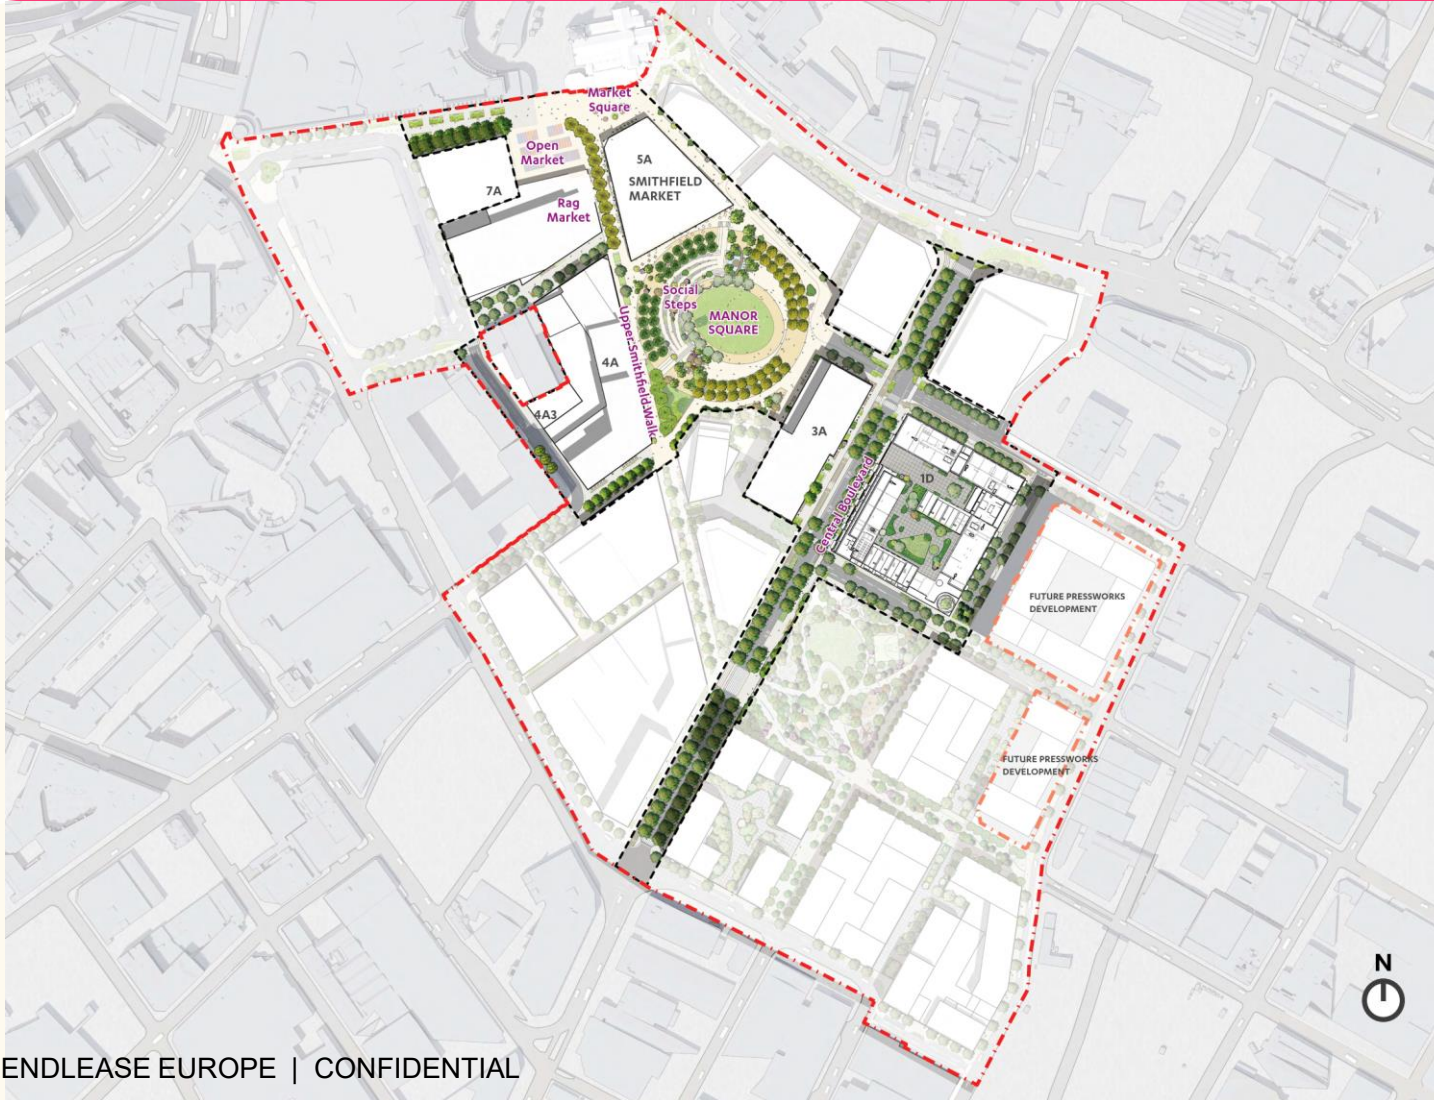 Market
Square
Open
Market
5A
SMITHFIELD
MARKET
7A
Rag
Market
Social
Steps
MANOR
SQUARE
Upper Smithfield Walk
4A
4A3
3A
Central Boulevard
1D
FUTURE PRESSWORKS
DEVELOPMENT
FUTURE PRESSWORKS
DEVELOPMENT
N
ENDLEASE EUROPE | CONFIDENTIAL